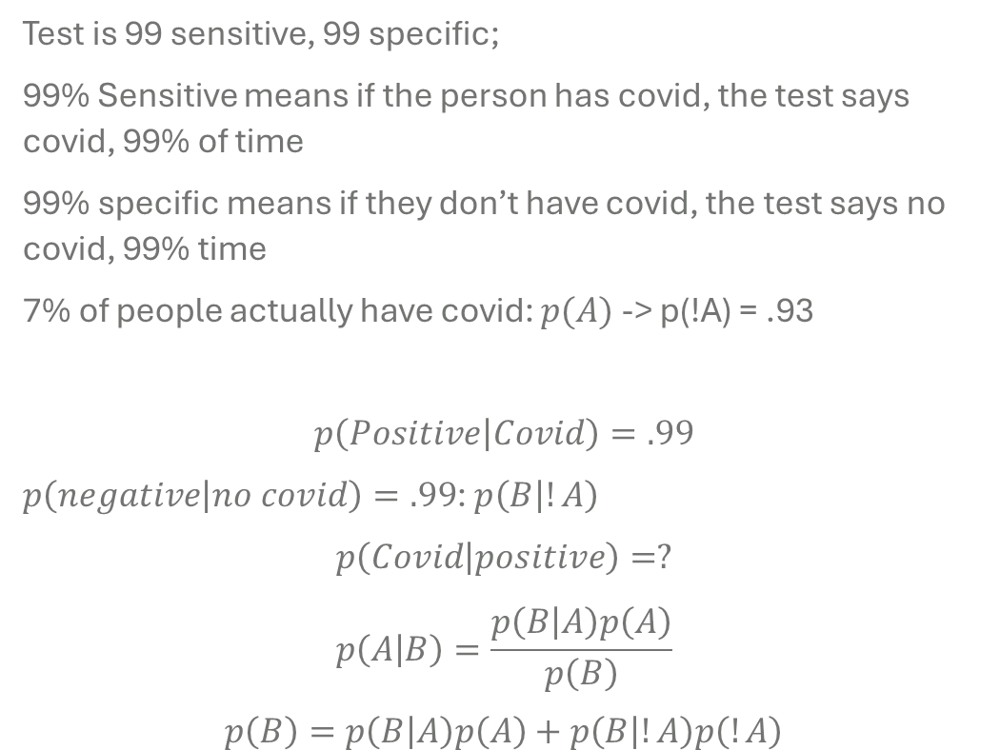 Test is 99 sensitive, 99 specific;
99% Sensitive means if the person has covid, the test says
covid, 99% of time
99% specific means if they don’t have covid, the test says no
covid, 99% time
7% of people actually have covid: p(A) -> p(!A) = .93
p(Positive|Covid) = .99
p(negative|no covid) = .99: p(B|! A)
p(Covid|positive) =?
p(A|B) = p(B|A)p(A) / p(B)
p(B) = p(B|A)p(A) + p(B|! A)p(! A)